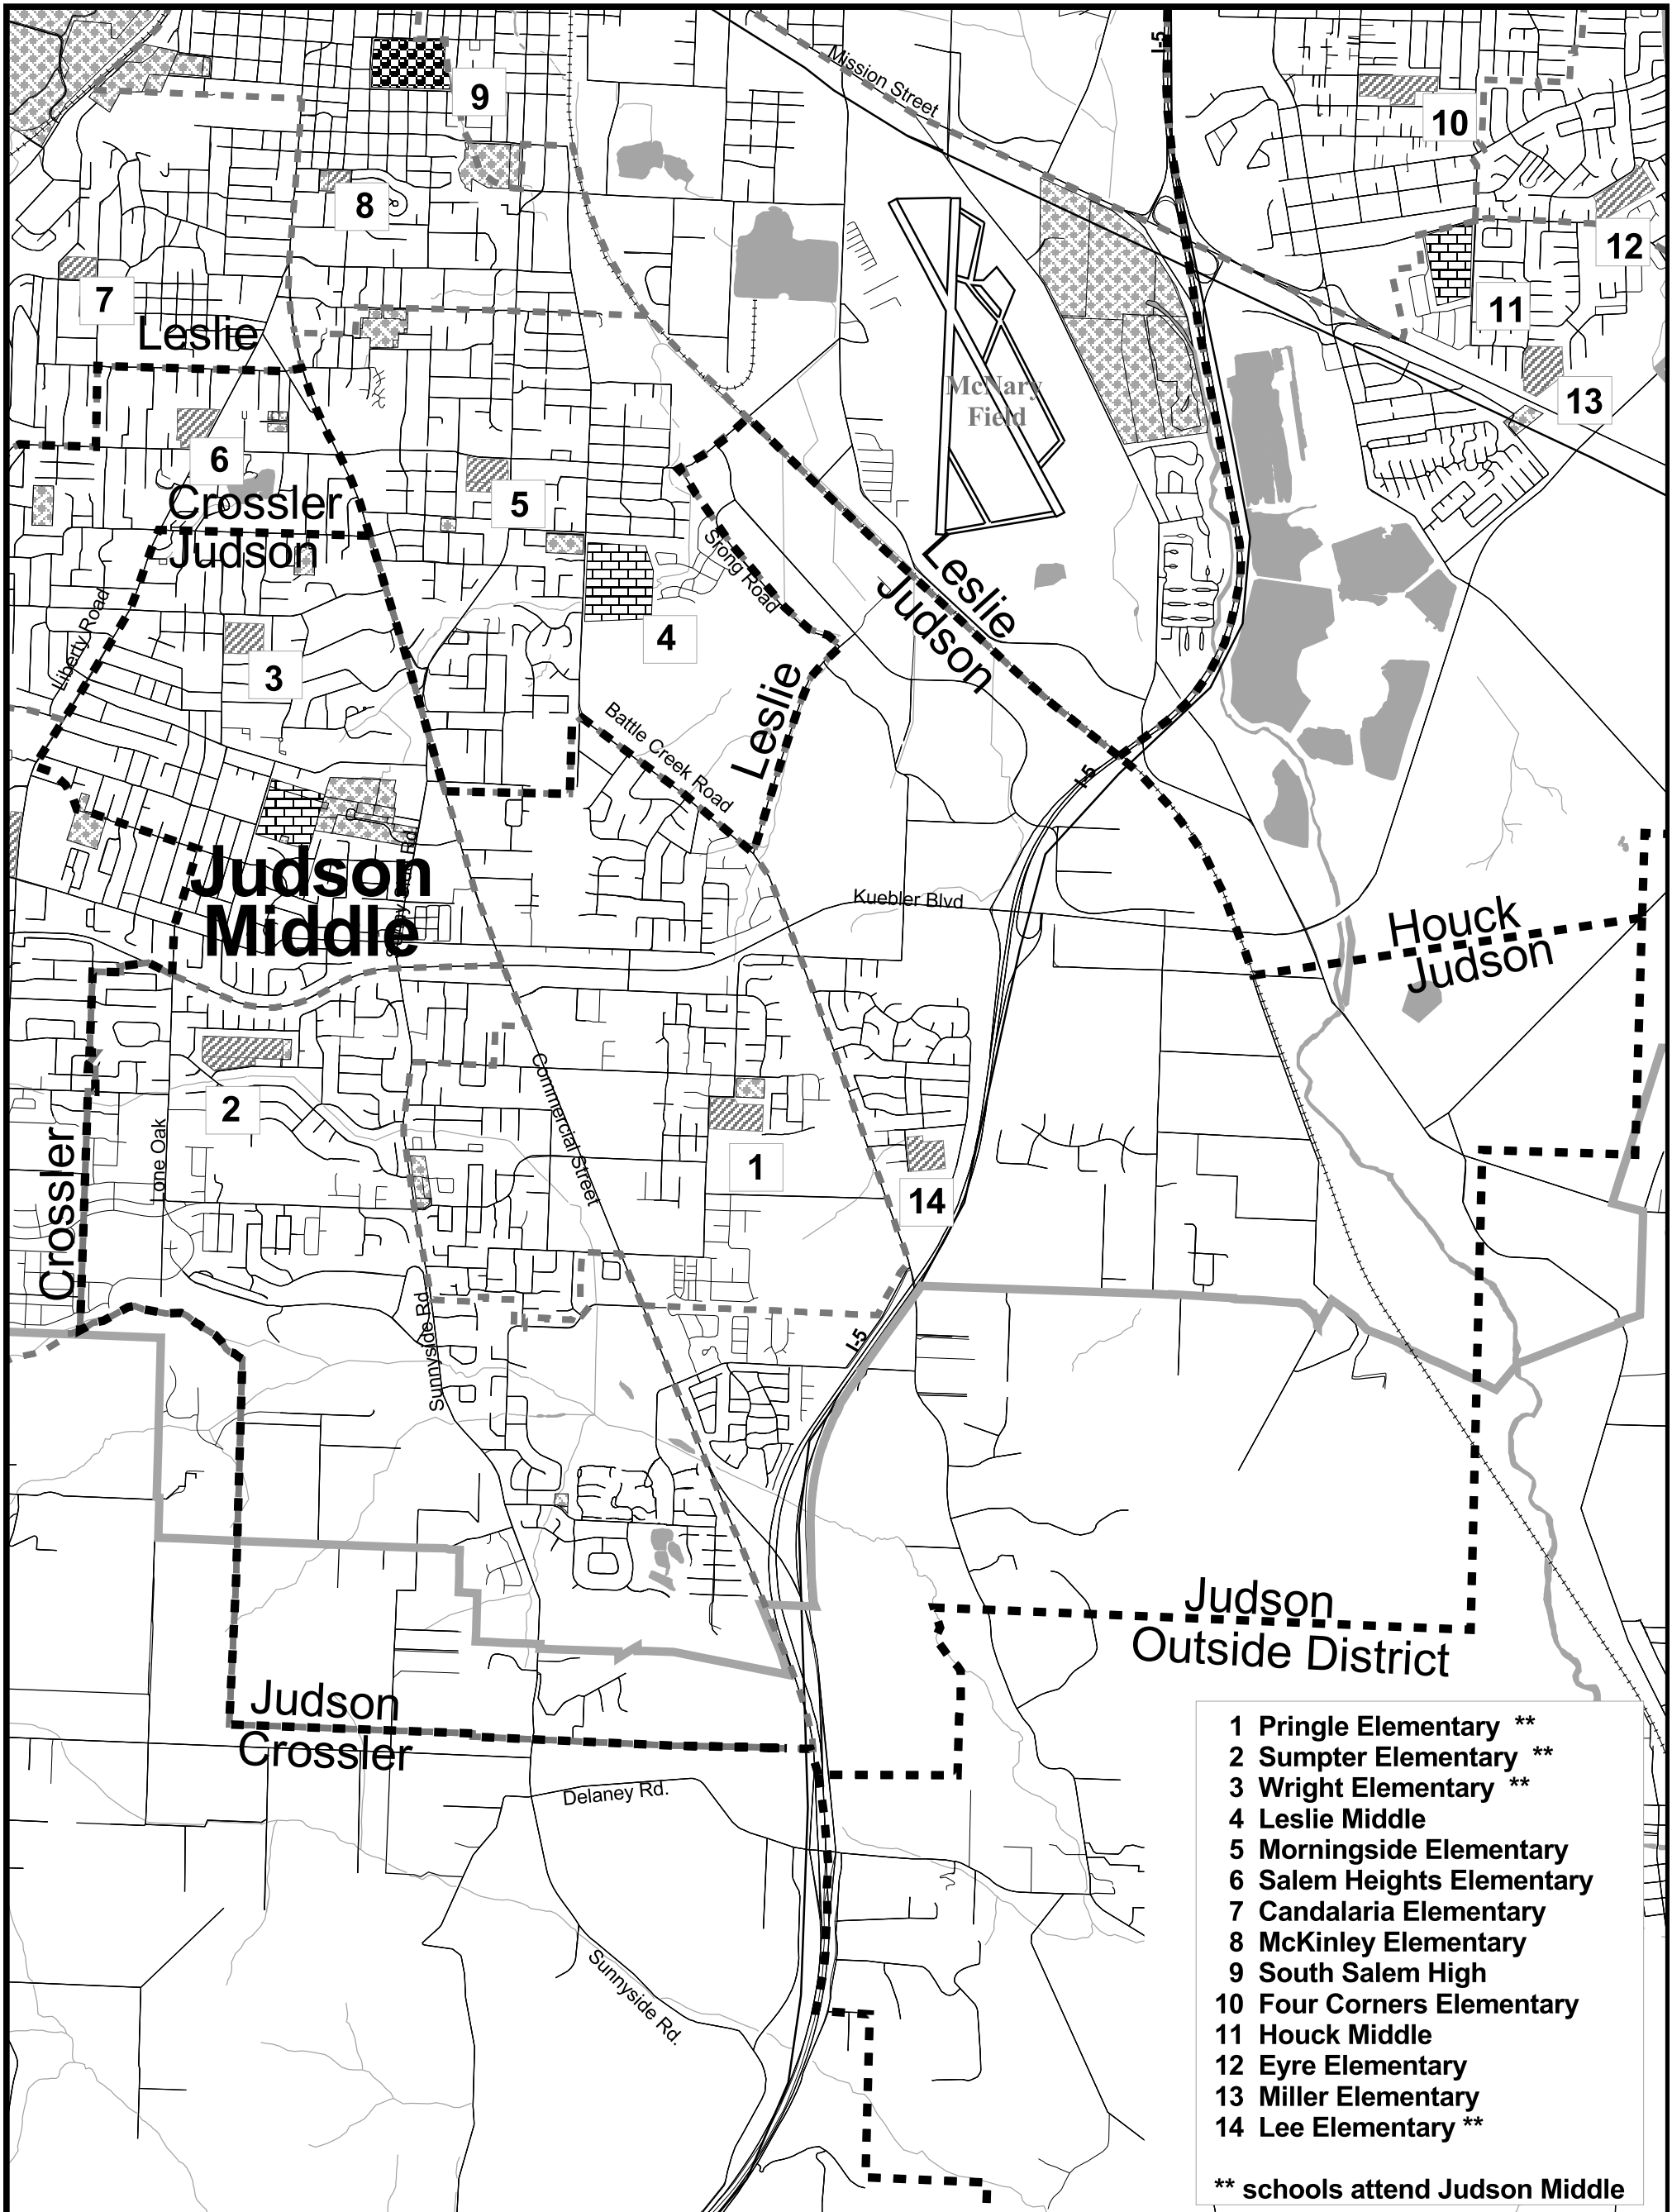 I-5
Mission Street
9
10
8
12
7
11
Leslie
McNary
Field
13
6
5
Crossler
Judson
Strong Road
Leslie
Judson
Liberty Road
4
3
Leslie
Battle Creek Road
I-5
Judson
Middle
Kuebler Blvd
Houck
Judson
2
Commercial Street
Crossler
Lone Oak
1
14
Sunnyside Rd.
I-5
Judson
Outside District
Judson
Crossler
Delaney Rd.
Sunnyside Rd.
1 Pringle Elementary **
2 Sumpter Elementary **
3 Wright Elementary **
4 Leslie Middle
5 Morningside Elementary
6 Salem Heights Elementary
7 Candalaria Elementary
8 McKinley Elementary
9 South Salem High
10 Four Corners Elementary
11 Houck Middle
12 Eyre Elementary
13 Miller Elementary
14 Lee Elementary **
** schools attend Judson Middle